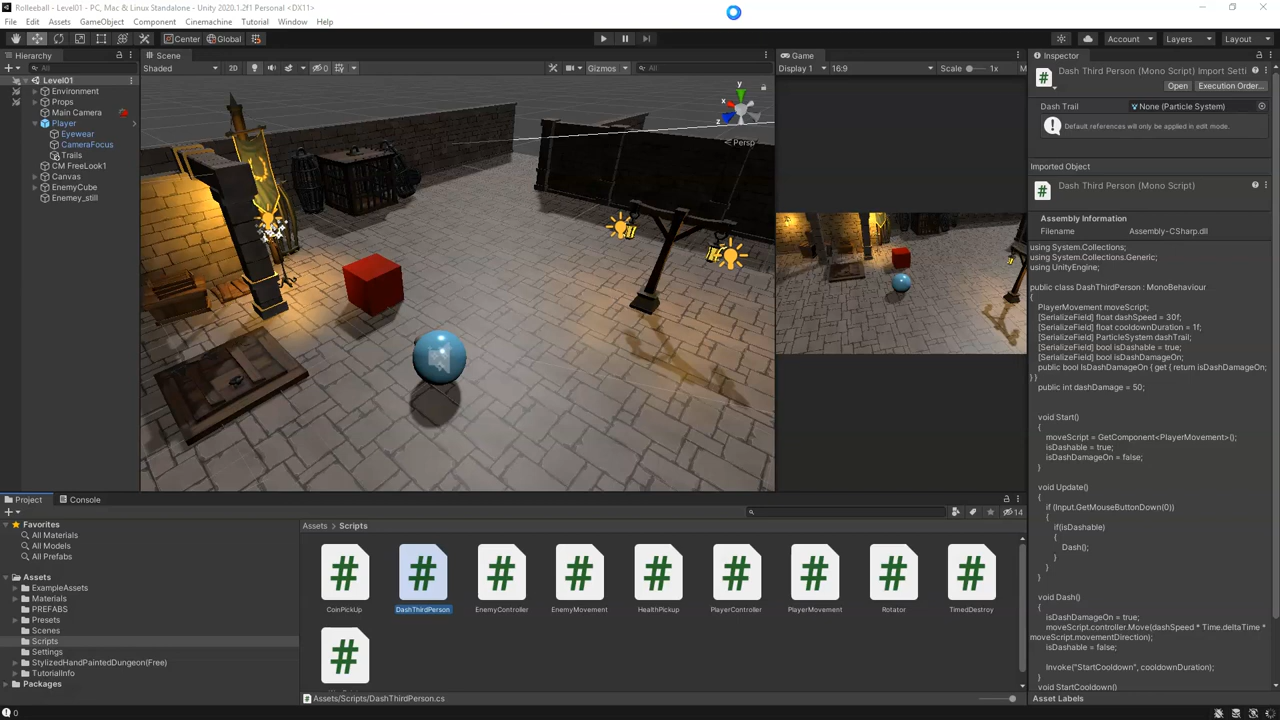 Rolleeball - Level01 - PC, Mac & Linux Standalone - Unity 2020.1.2f1 Personal <DX11>
File Edit Assets GameObject Component Cinemachine Tutorial Window Help
Center Global Account Layers Layout
Hierarchy
All
Level01
Environment
Props
Main Camera
Player
Eyewear
CameraFocus
Trails
CM FreeLook1
Canvas
EnemyCube
Enemey_still
Scene
Shaded 2D 0 Gizmos All
y
x
z
Persp
Game
Display 1 16:9 Scale 1x
Inspector
Dash Third Person (Mono Script) Import Setti
Open Execution Order...
Dash Trail None (Particle System)
Default references will only be applied in edit mode.
Imported Object
Dash Third Person (Mono Script)
Assembly Information
Filename Assembly-CSharp.dll
using System.Collections;
using System.Collections.Generic;
using UnityEngine;
public class DashThirdPerson : MonoBehaviour
{
PlayerMovement moveScript;
[SerializeField] float dashSpeed = 30f;
[SerializeField] float cooldownDuration = 1f;
[SerializeField] ParticleSystem dashTrail;
[SerializeField] bool isDashable = true;
[SerializeField] bool isDashDamageOn;
public bool IsDashDamageOn { get { return isDashDamageOn;
} }
public int dashDamage = 50;
void Start()
{
moveScript = GetComponent<PlayerMovement>();
isDashable = true;
isDashDamageOn = false;
}
void Update()
{
if (Input.GetMouseButtonDown(0))
{
if(isDashable)
{
Dash();
}
}
}
void Dash()
{
isDashDamageOn = true;
moveScript.controller.Move(dashSpeed * Time.deltaTime *
moveScript.movementDirection);
isDashable = false;
Invoke("StartCooldown", cooldownDuration);
}
void StartCooldown()
Asset Labels
Project Console
14
Favorites
All Materials
All Models
All Prefabs
Assets
ExampleAssets
Materials
PREFABS
Presets
Scenes
Scripts
Settings
StylizedHandPaintedDungeon(Free)
TutorialInfo
Packages
Assets > Scripts
# # # # # # # # #
CoinPickUp DashThirdPerson EnemyController EnemyMovement HealthPickup PlayerController PlayerMovement Rotator TimedDestroy
#
Assets/Scripts/DashThirdPerson.cs
0